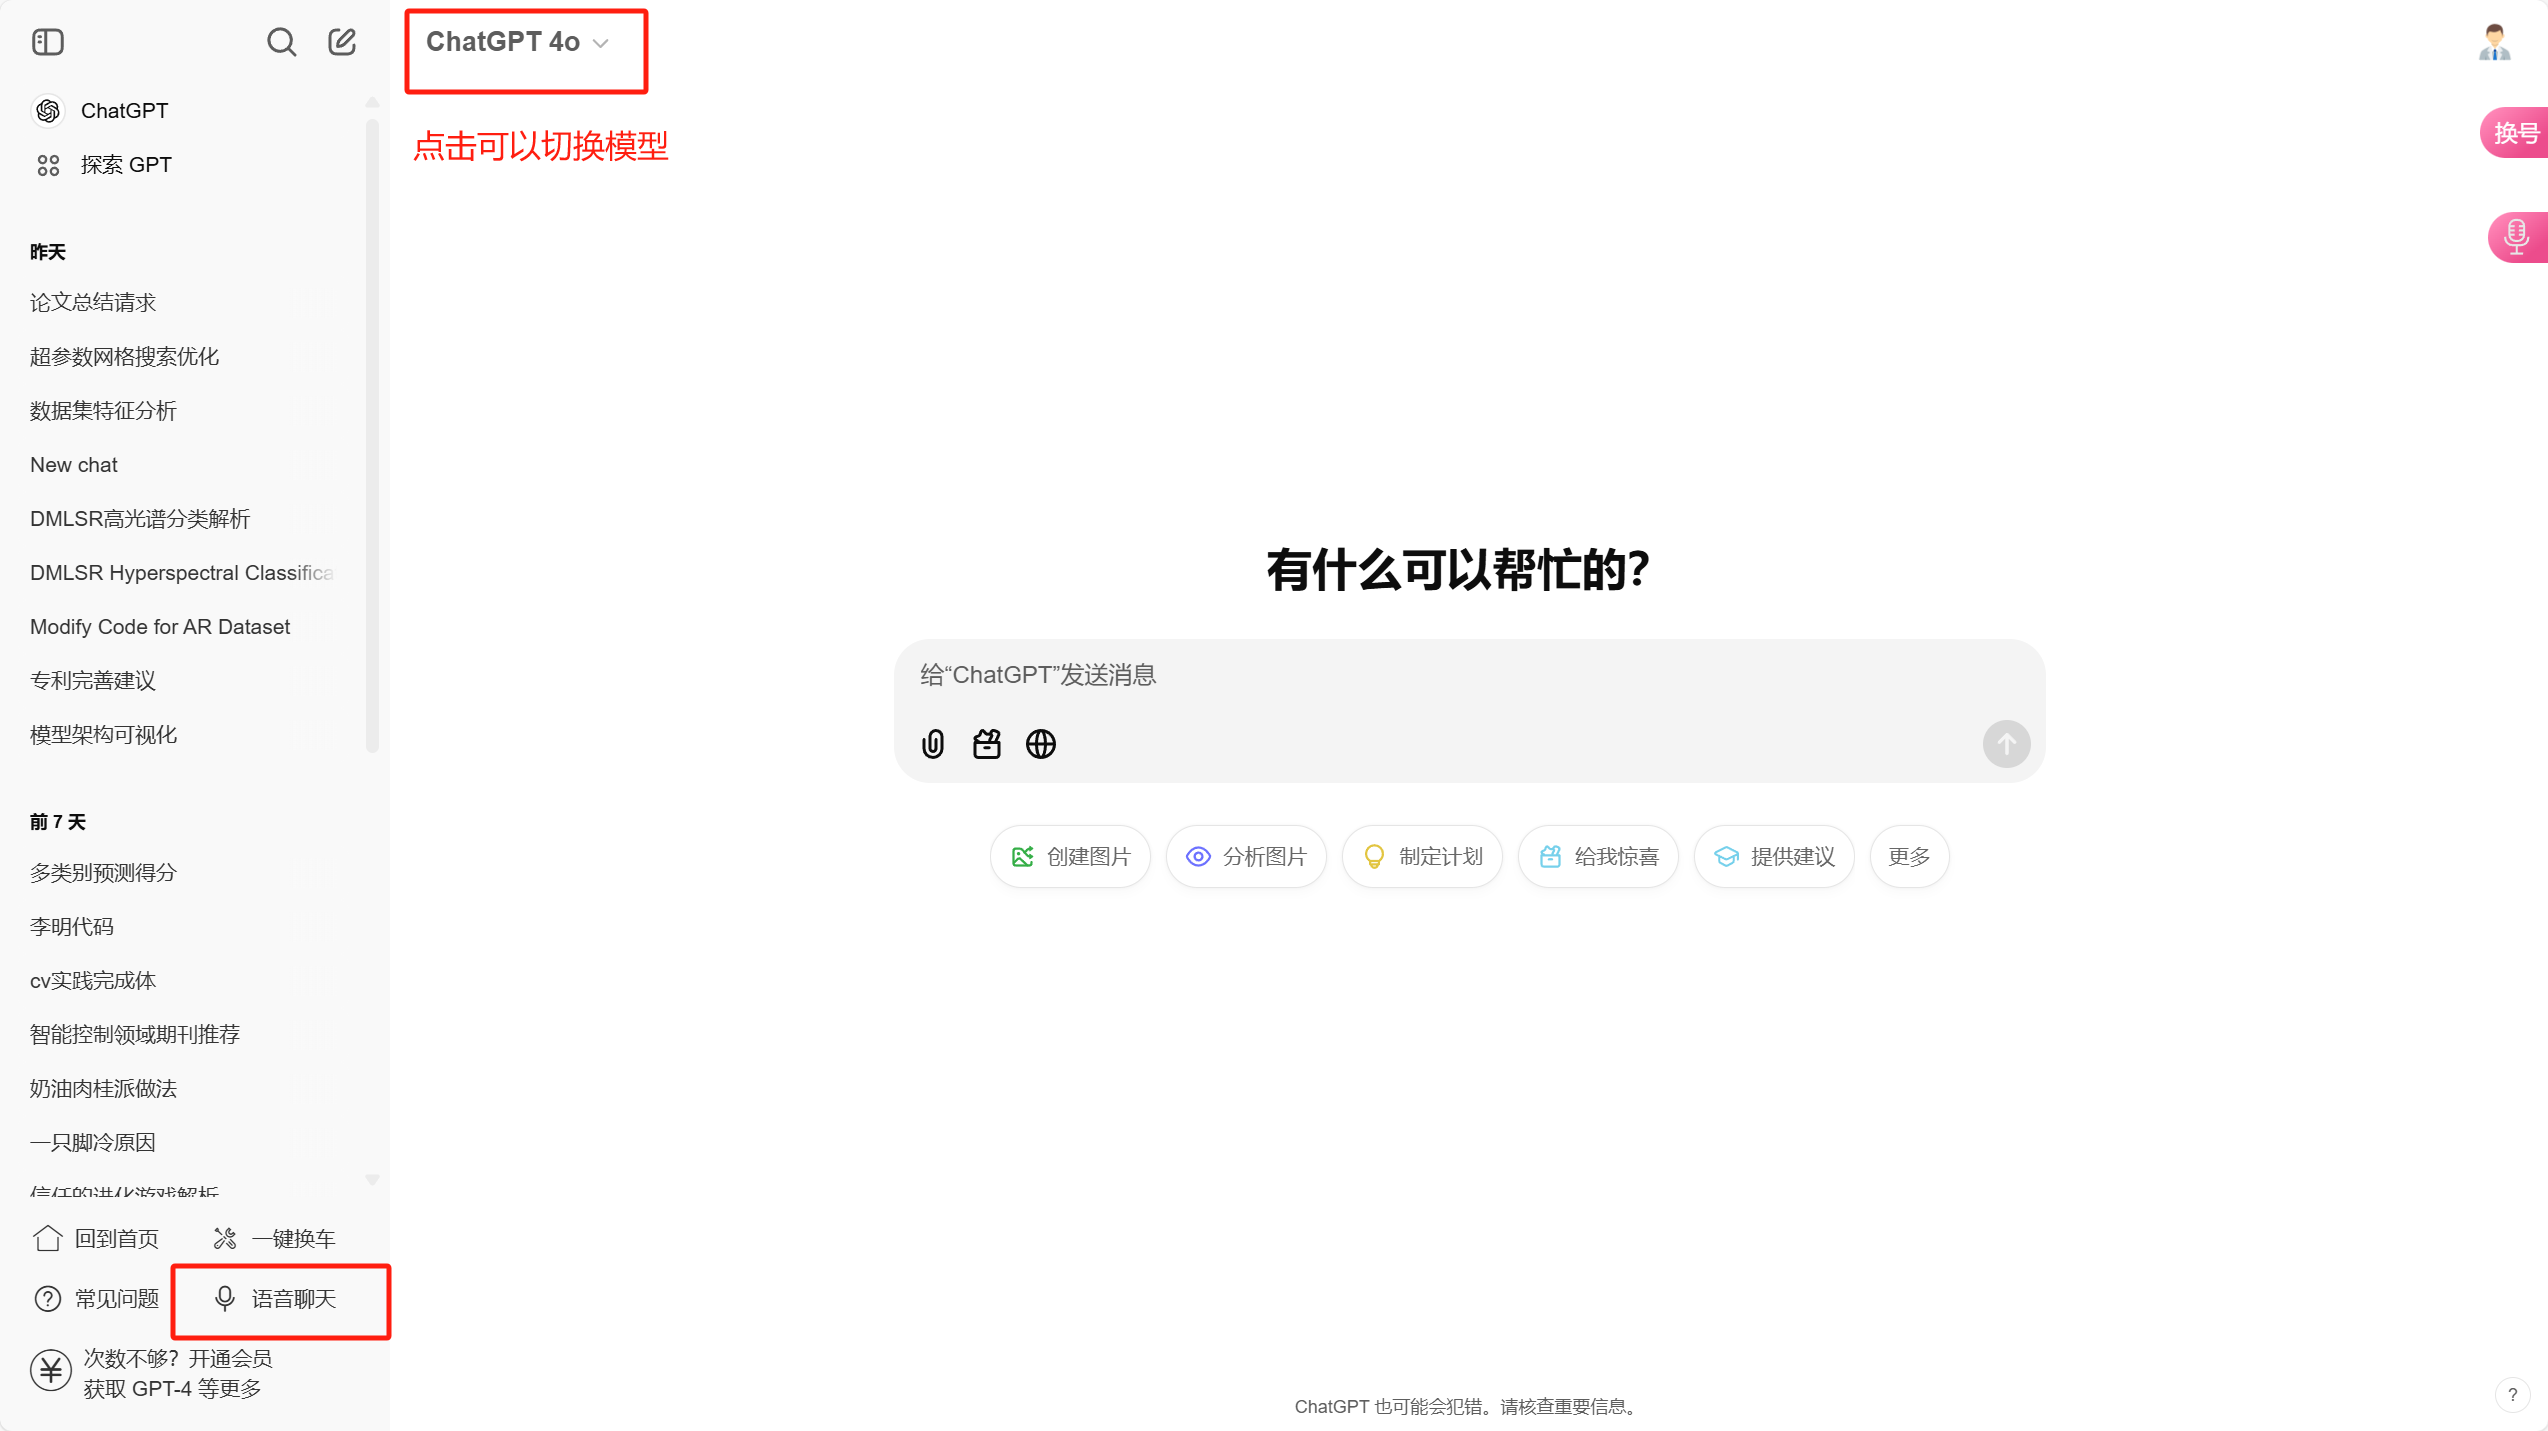 ChatGPT 4o
点击可以切换模型
换号
ChatGPT
探索 GPT
昨天
论文总结请求
超参数网格搜索优化
数据集特征分析
New chat
DMLSR高光谱分类解析
DMLSR Hyperspectral Classifica
Modify Code for AR Dataset
专利完善建议
模型架构可视化
前 7 天
多类别预测得分
李明代码
cv实践完成体
智能控制领域期刊推荐
奶油肉桂派做法
一只脚冷原因
信任的进化游戏解析
回到首页
一键换车
常见问题
语音聊天
次数不够？开通会员
获取 GPT-4 等更多
有什么可以帮忙的？
给“ChatGPT”发送消息
创建图片
分析图片
制定计划
给我惊喜
提供建议
更多
ChatGPT 也可能会犯错。请核查重要信息。
?